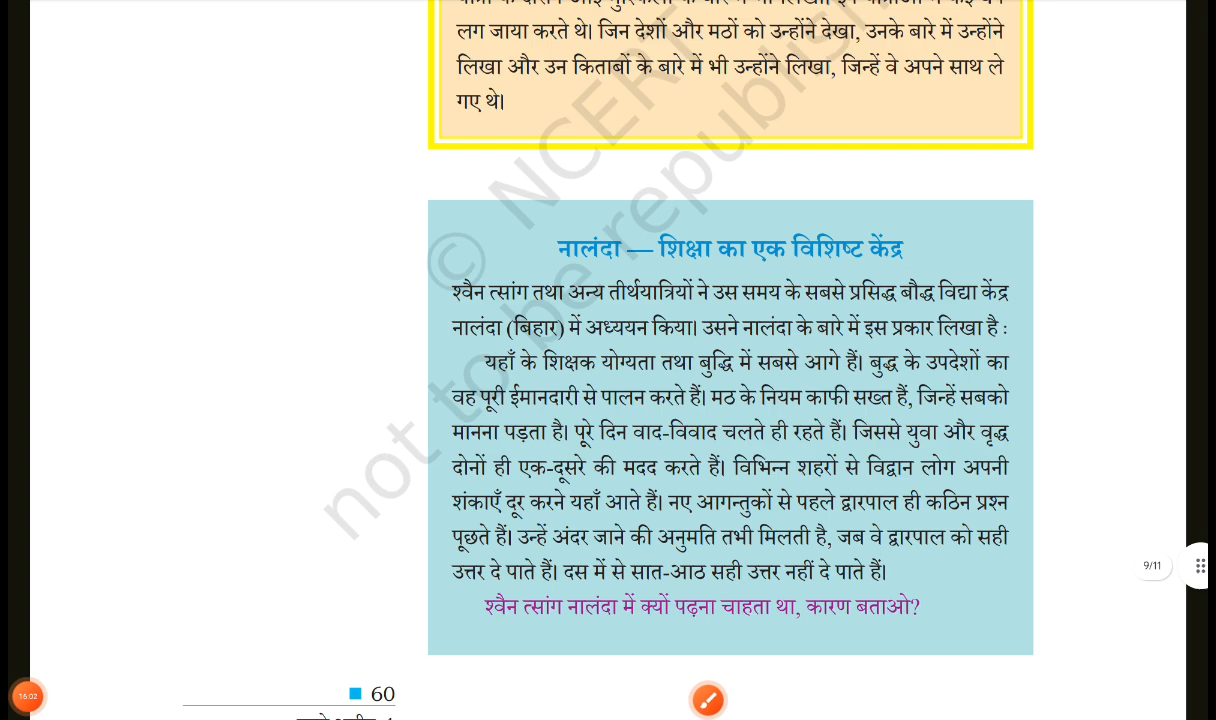 लग जाया करते थे। जिन देशों और मठों को उन्होंने देखा, उनके बारे में उन्होंने
लिखा और उन किताबों के बारे में भी उन्होंने लिखा, जिन्हें वे अपने साथ ले
गए थे।
© NCERT
not to be republish
नालंदा — शिक्षा का एक विशिष्ट केंद्र
श्वैन त्सांग तथा अन्य तीर्थयात्रियों ने उस समय के सबसे प्रसिद्ध बौद्ध विद्या केंद्र
नालंदा (बिहार) में अध्ययन किया। उसने नालंदा के बारे में इस प्रकार लिखा है :
यहाँ के शिक्षक योग्यता तथा बुद्धि में सबसे आगे हैं। बुद्ध के उपदेशों का
वह पूरी ईमानदारी से पालन करते हैं। मठ के नियम काफी सख्त हैं, जिन्हें सबको
मानना पड़ता है। पूरे दिन वाद-विवाद चलते ही रहते हैं। जिससे युवा और वृद्ध
दोनों ही एक-दूसरे की मदद करते हैं। विभिन्न शहरों से विद्वान लोग अपनी
शंकाएँ दूर करने यहाँ आते हैं। नए आगन्तुकों से पहले द्वारपाल ही कठिन प्रश्न
पूछते हैं। उन्हें अंदर जाने की अनुमति तभी मिलती है, जब वे द्वारपाल को सही
उत्तर दे पाते हैं। दस में से सात-आठ सही उत्तर नहीं दे पाते हैं।
श्वैन त्सांग नालंदा में क्यों पढ़ना चाहता था, कारण बताओ?
9/11
16:02
60